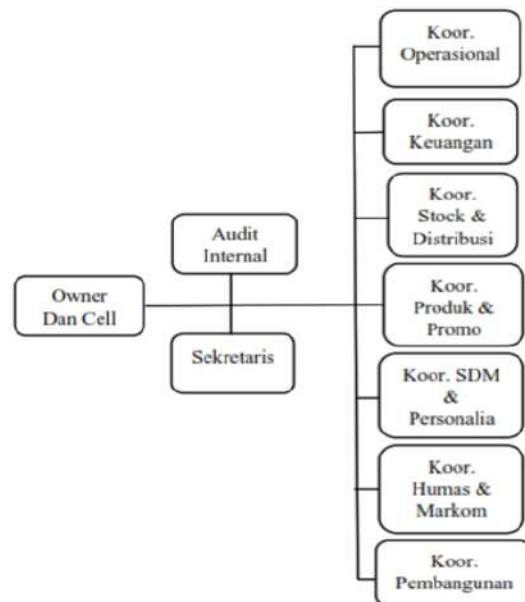 Koor.
Operasional
Koor.
Keuangan
Koor.
Stock &
Distribusi
Audit
Internal
Owner
Dan Cell
Koor.
Produk &
Promo
Sekretaris
Koor. SDM
&
Personalia
Koor.
Humas &
Markom
Koor.
Pembangunan